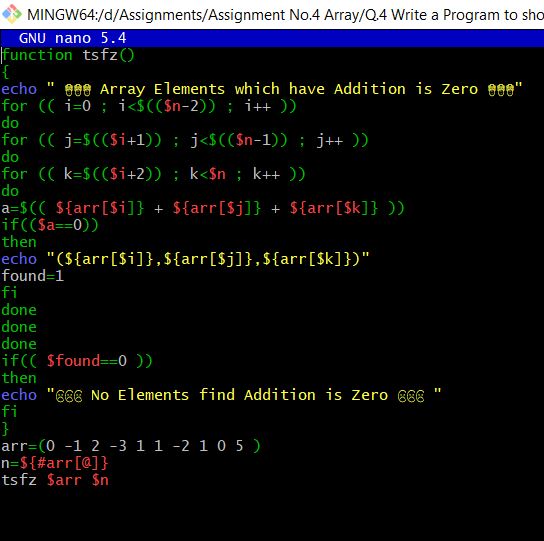 MINGW64:/d/Assignments/Assignment No.4 Array/Q.4 Write a Program to sho
GNU nano 5.4
function tsfz()
{
echo " Array Elements which have Addition is Zero "
for (( i=0 ; i<$(($n-2)) ; i++ ))
do
for (( j=$(($i+1)) ; j<$(($n-1)) ; j++ ))
do
for (( k=$(($i+2)) ; k<$n ; k++ ))
do
a=$(( ${arr[$i]} + ${arr[$j]} + ${arr[$k]} ))
if(($a==0))
then
echo "(${arr[$i]},${arr[$j]},${arr[$k]})"
found=1
fi
done
done
done
if(( $found==0 ))
then
echo " No Elements find Addition is Zero "
fi
}
arr=(0 -1 2 -3 1 1 -2 1 0 5 )
n=${#arr[@]}
tsfz $arr $n